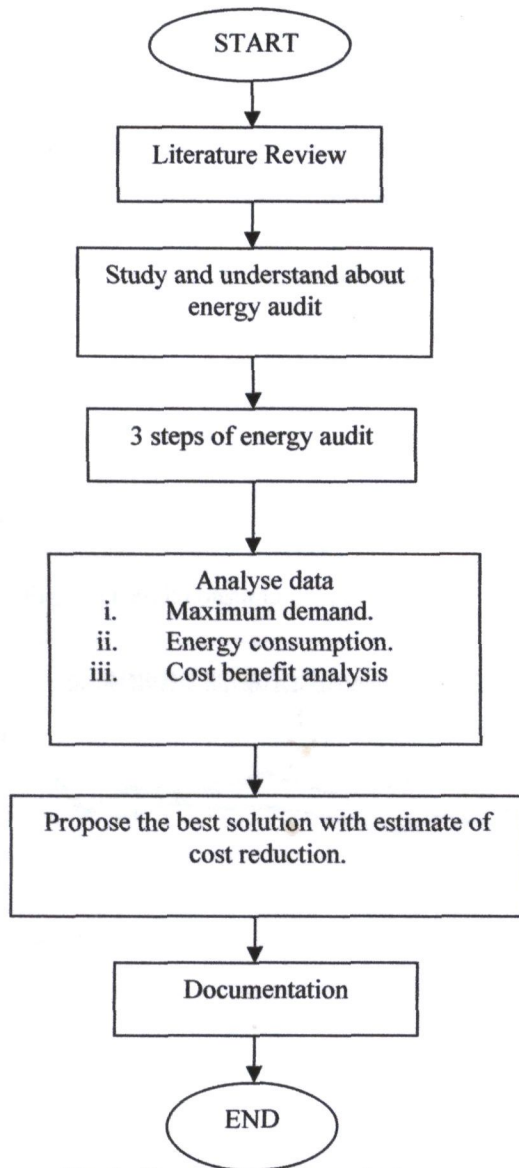 START
Literature Review
Study and understand about
energy audit
3 steps of energy audit
Analyse data
i. Maximum demand.
ii. Energy consumption.
iii. Cost benefit analysis
Propose the best solution with estimate of
cost reduction.
Documentation
END